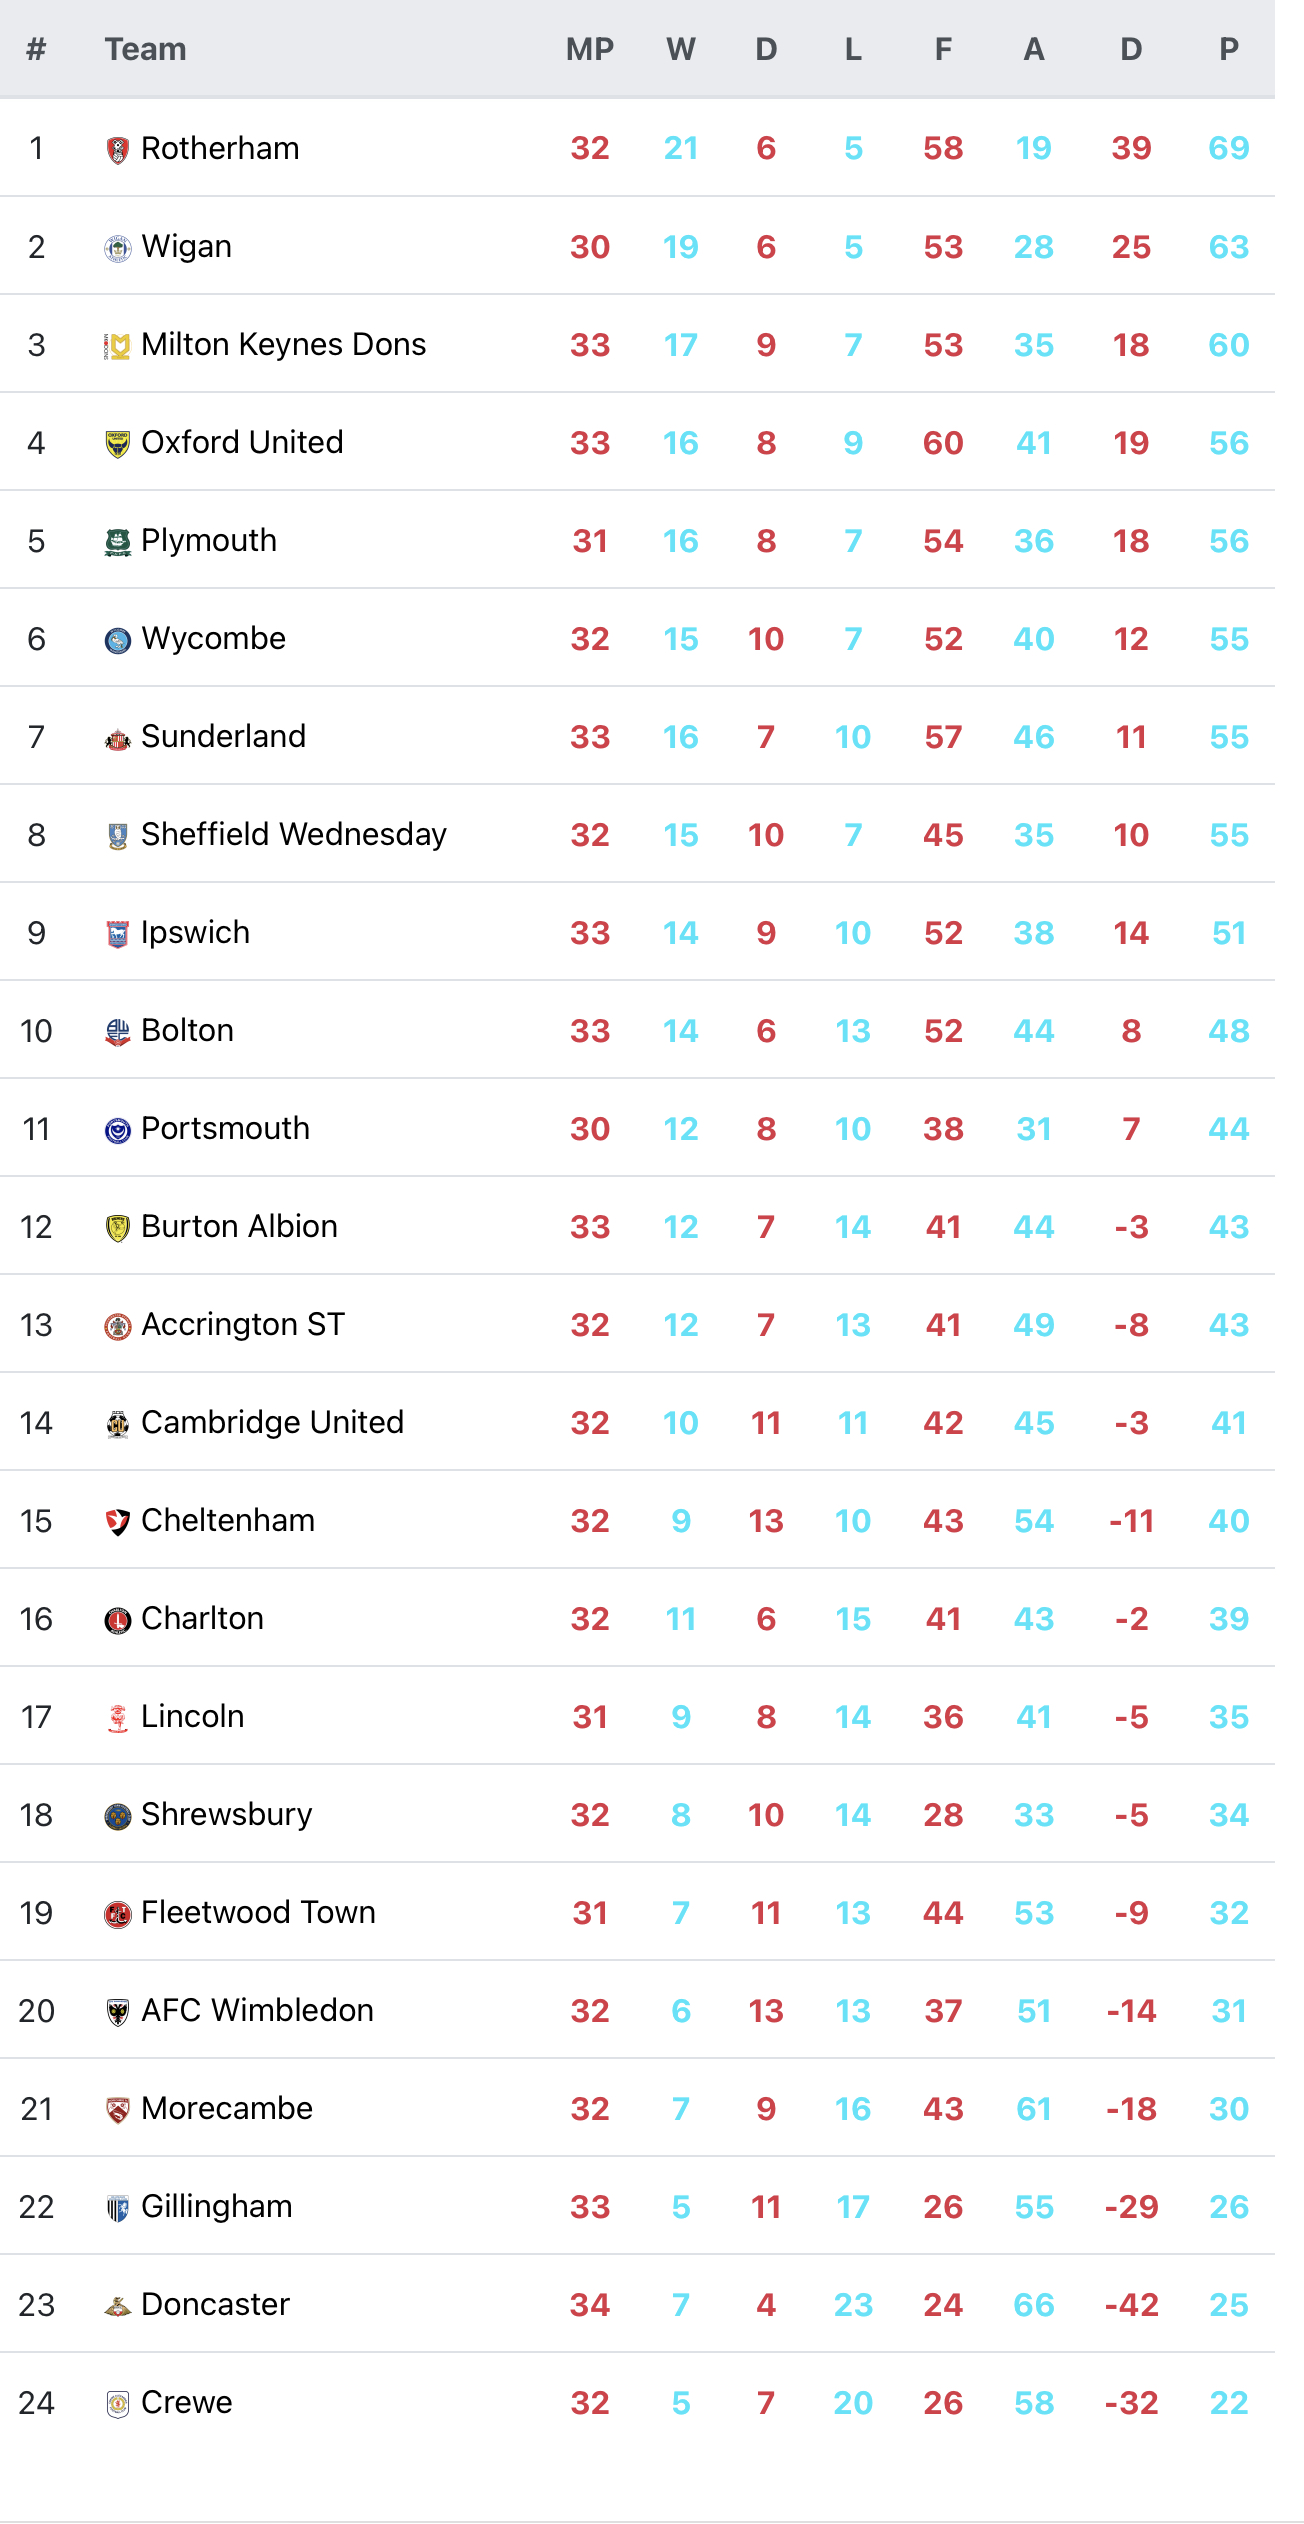 # Team MP W D L F A D P
1 Rotherham 32 21 6 5 58 19 39 69
2 Wigan 30 19 6 5 53 28 25 63
3 Milton Keynes Dons 33 17 9 7 53 35 18 60
4 Oxford United 33 16 8 9 60 41 19 56
5 Plymouth 31 16 8 7 54 36 18 56
6 Wycombe 32 15 10 7 52 40 12 55
7 Sunderland 33 16 7 10 57 46 11 55
8 Sheffield Wednesday 32 15 10 7 45 35 10 55
9 Ipswich 33 14 9 10 52 38 14 51
10 Bolton 33 14 6 13 52 44 8 48
11 Portsmouth 30 12 8 10 38 31 7 44
12 Burton Albion 33 12 7 14 41 44 -3 43
13 Accrington ST 32 12 7 13 41 49 -8 43
14 Cambridge United 32 10 11 11 42 45 -3 41
15 Cheltenham 32 9 13 10 43 54 -11 40
16 Charlton 32 11 6 15 41 43 -2 39
17 Lincoln 31 9 8 14 36 41 -5 35
18 Shrewsbury 32 8 10 14 28 33 -5 34
19 Fleetwood Town 31 7 11 13 44 53 -9 32
20 AFC Wimbledon 32 6 13 13 37 51 -14 31
21 Morecambe 32 7 9 16 43 61 -18 30
22 Gillingham 33 5 11 17 26 55 -29 26
23 Doncaster 34 7 4 23 24 66 -42 25
24 Crewe 32 5 7 20 26 58 -32 22